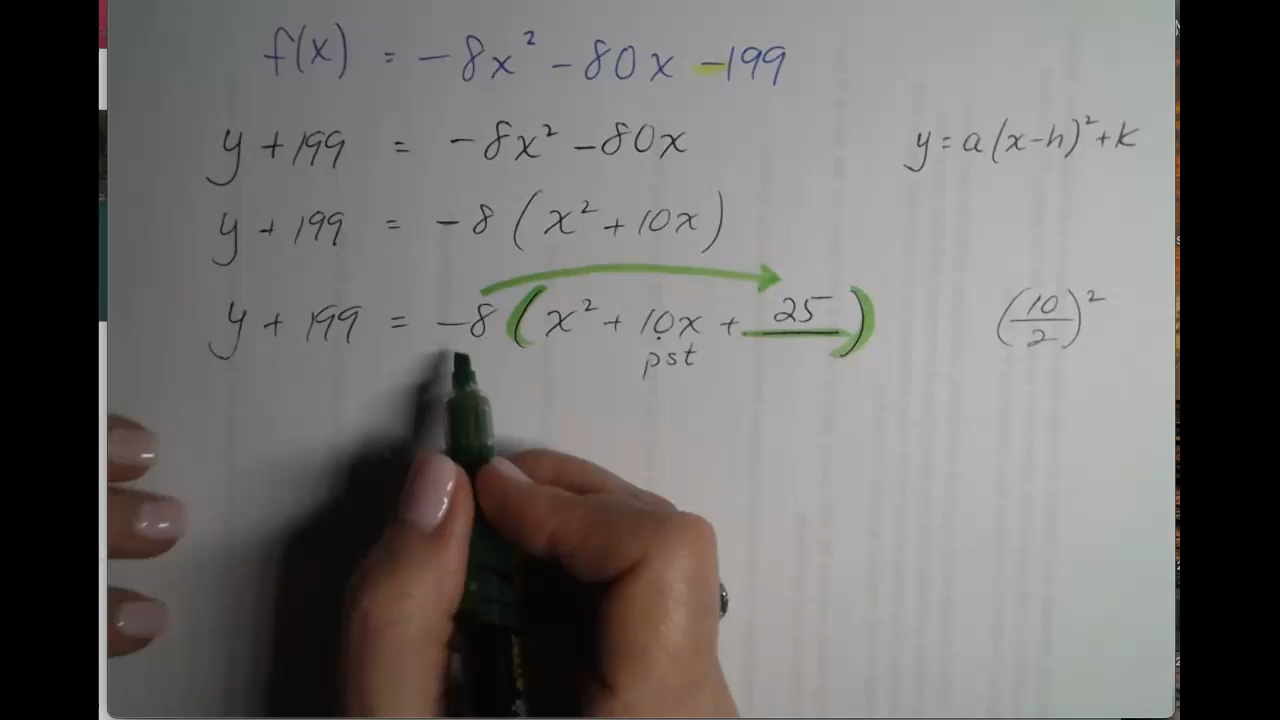 f(x) = -8x² - 80x - 199
y + 199 = -8x² - 80x
y = a(x-h)² + k
y + 199 = -8(x² + 10x)
y + 199 = -8(x² + 10x + 25)
(10/2)²
pst